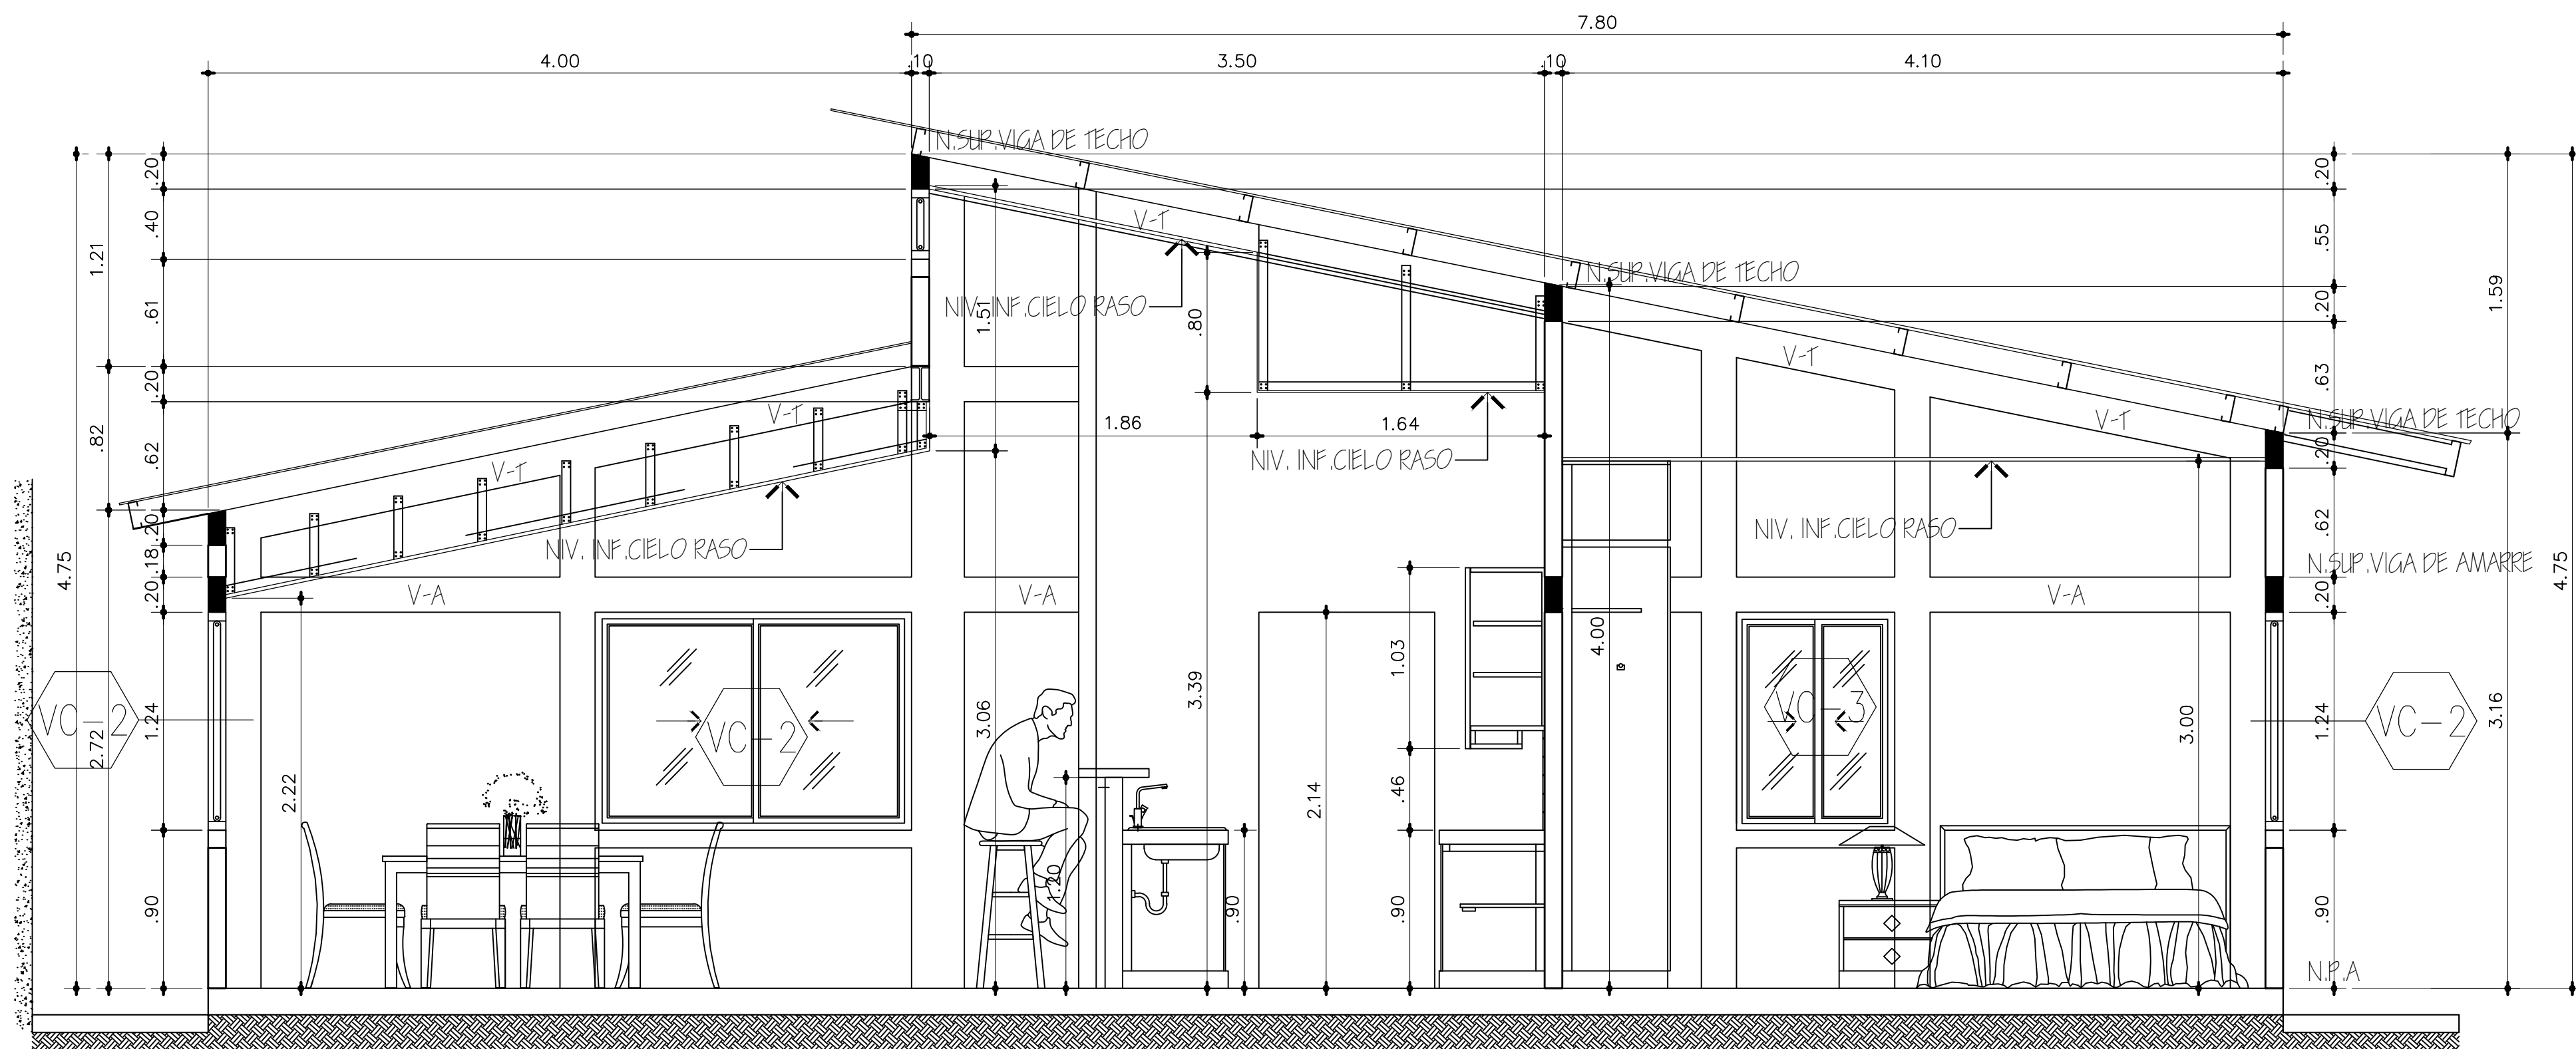 7.80
4.00
.10
3.50
.10
4.10
N.SUP.VIGA DE TECHO
.20
.20
.40
V-T
.55
1.21
N.SUP.VIGA DE TECHO
1.59
NIV. INF.CIELO RASO
.61
1.51
.80
.20
V-T
.20
.63
V-T
1.86
1.64
V-T
N.SUP.VIGA DE TECHO
.82
.62
V-T
NIV. INF.CIELO RASO
.20
.20
NIV. INF.CIELO RASO
NIV. INF.CIELO RASO
.62
.18
4.75
N.SUP.VIGA DE AMARRE
4.75
.20
V-A
V-A
V-A
.20
4.00
1.03
VC-2
2.72
1.24
VC-2
3.06
3.39
VC-3
3.00
1.24
VC-2
3.16
2.22
2.14
.46
1.20
.90
.90
.90
.90
N.P.A